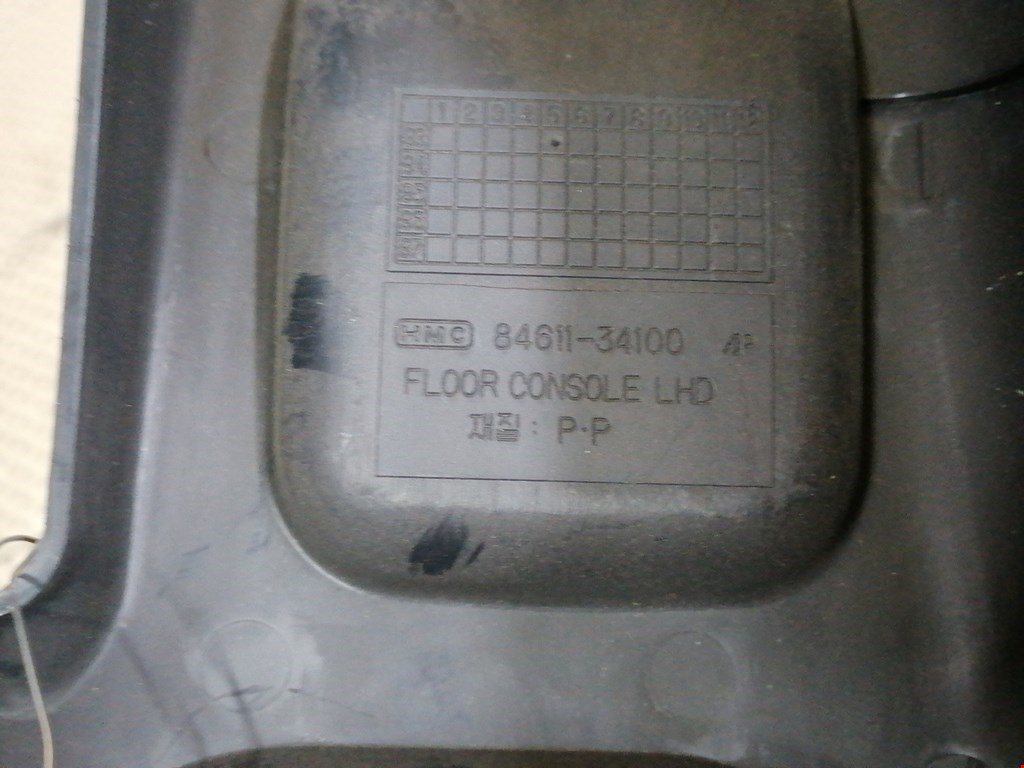 1 2 3 4 5 6 7 8 9 10 11 12
HMC 84611-34100
FLOOR CONSOLE LHD
재질 : P·P